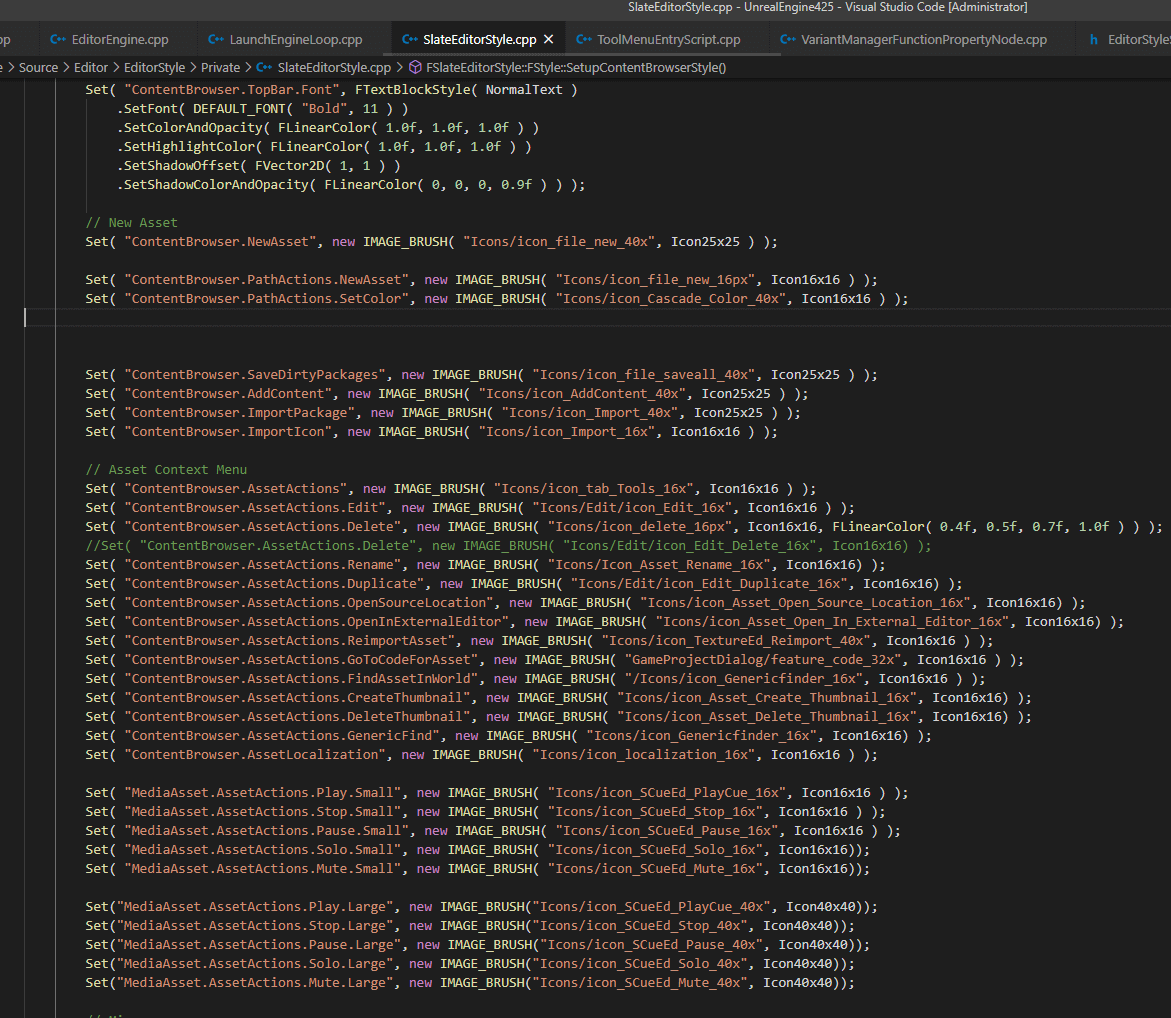 SlateEditorStyle.cpp - UnrealEngine425 - Visual Studio Code [Administrator]
pp EditorEngine.cpp LaunchEngineLoop.cpp SlateEditorStyle.cpp ToolMenuEntryScript.cpp VariantManagerFunctionPropertyNode.cpp h EditorStyle
e > Source > Editor > EditorStyle > Private > SlateEditorStyle.cpp > FSlateEditorStyle::FStyle::SetupContentBrowserStyle()
Set( "ContentBrowser.TopBar.Font", FTextBlockStyle( NormalText )
.SetFont( DEFAULT_FONT( "Bold", 11 ) )
.SetColorAndOpacity( FLinearColor( 1.0f, 1.0f, 1.0f ) )
.SetHighlightColor( FLinearColor( 1.0f, 1.0f, 1.0f ) )
.SetShadowOffset( FVector2D( 1, 1 ) )
.SetShadowColorAndOpacity( FLinearColor( 0, 0, 0, 0.9f ) ) );
// New Asset
Set( "ContentBrowser.NewAsset", new IMAGE_BRUSH( "Icons/icon_file_new_40x", Icon25x25 ) );
Set( "ContentBrowser.PathActions.NewAsset", new IMAGE_BRUSH( "Icons/icon_file_new_16px", Icon16x16 ) );
Set( "ContentBrowser.PathActions.SetColor", new IMAGE_BRUSH( "Icons/icon_Cascade_Color_40x", Icon16x16 ) );
Set( "ContentBrowser.SaveDirtyPackages", new IMAGE_BRUSH( "Icons/icon_file_saveall_40x", Icon25x25 ) );
Set( "ContentBrowser.AddContent", new IMAGE_BRUSH( "Icons/icon_AddContent_40x", Icon25x25 ) );
Set( "ContentBrowser.ImportPackage", new IMAGE_BRUSH( "Icons/icon_Import_40x", Icon25x25 ) );
Set( "ContentBrowser.ImportIcon", new IMAGE_BRUSH( "Icons/icon_Import_16x", Icon16x16 ) );
// Asset Context Menu
Set( "ContentBrowser.AssetActions", new IMAGE_BRUSH( "Icons/icon_tab_Tools_16x", Icon16x16 ) );
Set( "ContentBrowser.AssetActions.Edit", new IMAGE_BRUSH( "Icons/Edit/icon_Edit_16x", Icon16x16 ) );
Set( "ContentBrowser.AssetActions.Delete", new IMAGE_BRUSH( "Icons/icon_delete_16px", Icon16x16, FLinearColor( 0.4f, 0.5f, 0.7f, 1.0f ) ) );
//Set( "ContentBrowser.AssetActions.Delete", new IMAGE_BRUSH( "Icons/Edit/icon_Edit_Delete_16x", Icon16x16) );
Set( "ContentBrowser.AssetActions.Rename", new IMAGE_BRUSH( "Icons/Icon_Asset_Rename_16x", Icon16x16) );
Set( "ContentBrowser.AssetActions.Duplicate", new IMAGE_BRUSH( "Icons/Edit/icon_Edit_Duplicate_16x", Icon16x16) );
Set( "ContentBrowser.AssetActions.OpenSourceLocation", new IMAGE_BRUSH( "Icons/icon_Asset_Open_Source_Location_16x", Icon16x16) );
Set( "ContentBrowser.AssetActions.OpenInExternalEditor", new IMAGE_BRUSH( "Icons/icon_Asset_Open_In_External_Editor_16x", Icon16x16) );
Set( "ContentBrowser.AssetActions.ReimportAsset", new IMAGE_BRUSH( "Icons/icon_TextureEd_Reimport_40x", Icon16x16 ) );
Set( "ContentBrowser.AssetActions.GoToCodeForAsset", new IMAGE_BRUSH( "GameProjectDialog/feature_code_32x", Icon16x16 ) );
Set( "ContentBrowser.AssetActions.FindAssetInWorld", new IMAGE_BRUSH( "/Icons/icon_Genericfinder_16x", Icon16x16 ) );
Set( "ContentBrowser.AssetActions.CreateThumbnail", new IMAGE_BRUSH( "Icons/icon_Asset_Create_Thumbnail_16x", Icon16x16) );
Set( "ContentBrowser.AssetActions.DeleteThumbnail", new IMAGE_BRUSH( "Icons/icon_Asset_Delete_Thumbnail_16x", Icon16x16) );
Set( "ContentBrowser.AssetActions.GenericFind", new IMAGE_BRUSH( "Icons/icon_Genericfinder_16x", Icon16x16) );
Set( "ContentBrowser.AssetLocalization", new IMAGE_BRUSH( "Icons/icon_localization_16x", Icon16x16 ) );
Set( "MediaAsset.AssetActions.Play.Small", new IMAGE_BRUSH( "Icons/icon_SCueEd_PlayCue_16x", Icon16x16 ) );
Set( "MediaAsset.AssetActions.Stop.Small", new IMAGE_BRUSH( "Icons/icon_SCueEd_Stop_16x", Icon16x16 ) );
Set( "MediaAsset.AssetActions.Pause.Small", new IMAGE_BRUSH( "Icons/icon_SCueEd_Pause_16x", Icon16x16 ) );
Set( "MediaAsset.AssetActions.Solo.Small", new IMAGE_BRUSH( "Icons/icon_SCueEd_Solo_16x", Icon16x16));
Set( "MediaAsset.AssetActions.Mute.Small", new IMAGE_BRUSH( "Icons/icon_SCueEd_Mute_16x", Icon16x16));
Set("MediaAsset.AssetActions.Play.Large", new IMAGE_BRUSH("Icons/icon_SCueEd_PlayCue_40x", Icon40x40));
Set("MediaAsset.AssetActions.Stop.Large", new IMAGE_BRUSH("Icons/icon_SCueEd_Stop_40x", Icon40x40));
Set("MediaAsset.AssetActions.Pause.Large", new IMAGE_BRUSH("Icons/icon_SCueEd_Pause_40x", Icon40x40));
Set("MediaAsset.AssetActions.Solo.Large", new IMAGE_BRUSH("Icons/icon_SCueEd_Solo_40x", Icon40x40));
Set("MediaAsset.AssetActions.Mute.Large", new IMAGE_BRUSH("Icons/icon_SCueEd_Mute_40x", Icon40x40));